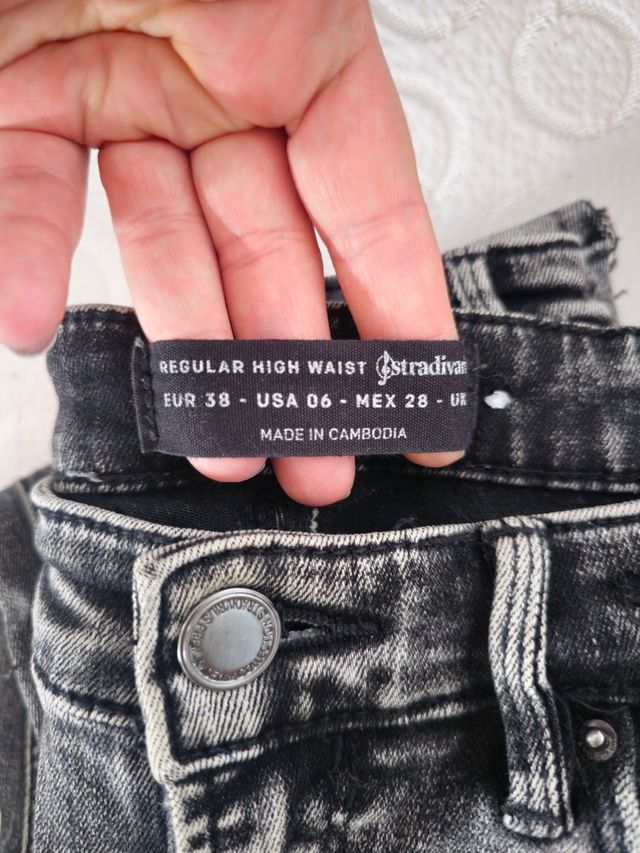 REGULAR HIGH WAIST stradivari
EUR 38 - USA 06 - MEX 28 - UK
MADE IN CAMBODIA